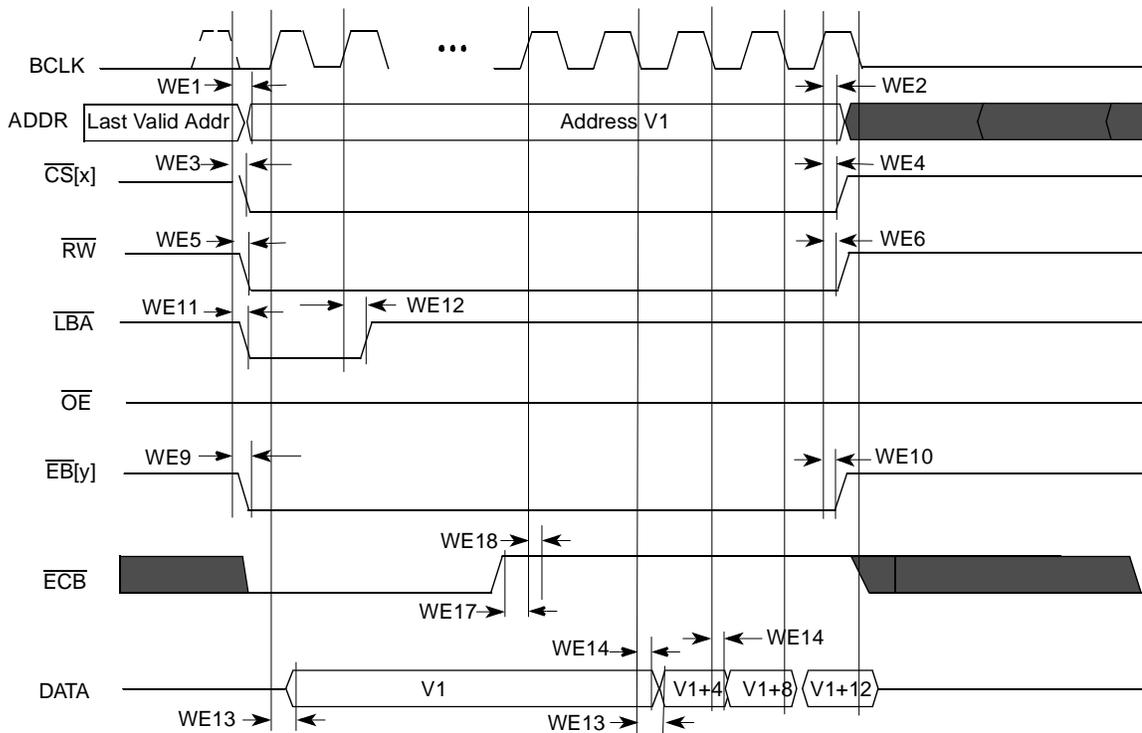 BCLK
•••
WE1
WE2
ADDR
Last Valid Addr
Address V1
WE3
WE4
CS[x]
WE5
WE6
RW
WE11
WE12
LBA
OE
WE9
WE10
EB[y]
WE18
ECB
WE17
WE14
WE14
DATA
V1
V1+4
V1+8
V1+12
WE13
WE13